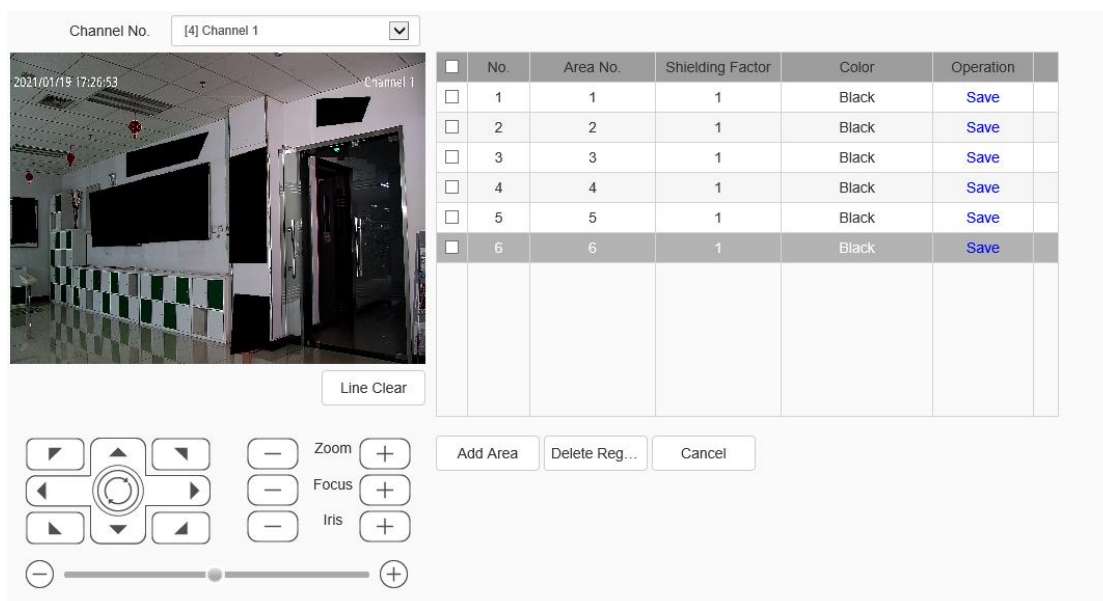 Channel No. [4] Channel 1
2021/01/19 17:26:53 Channel 1
No. Area No. Shielding Factor Color Operation
1 1 1 Black Save
2 2 1 Black Save
3 3 1 Black Save
4 4 1 Black Save
5 5 1 Black Save
6 6 1 Black Save
Line Clear
Zoom
Focus
Iris
Add Area Delete Reg... Cancel